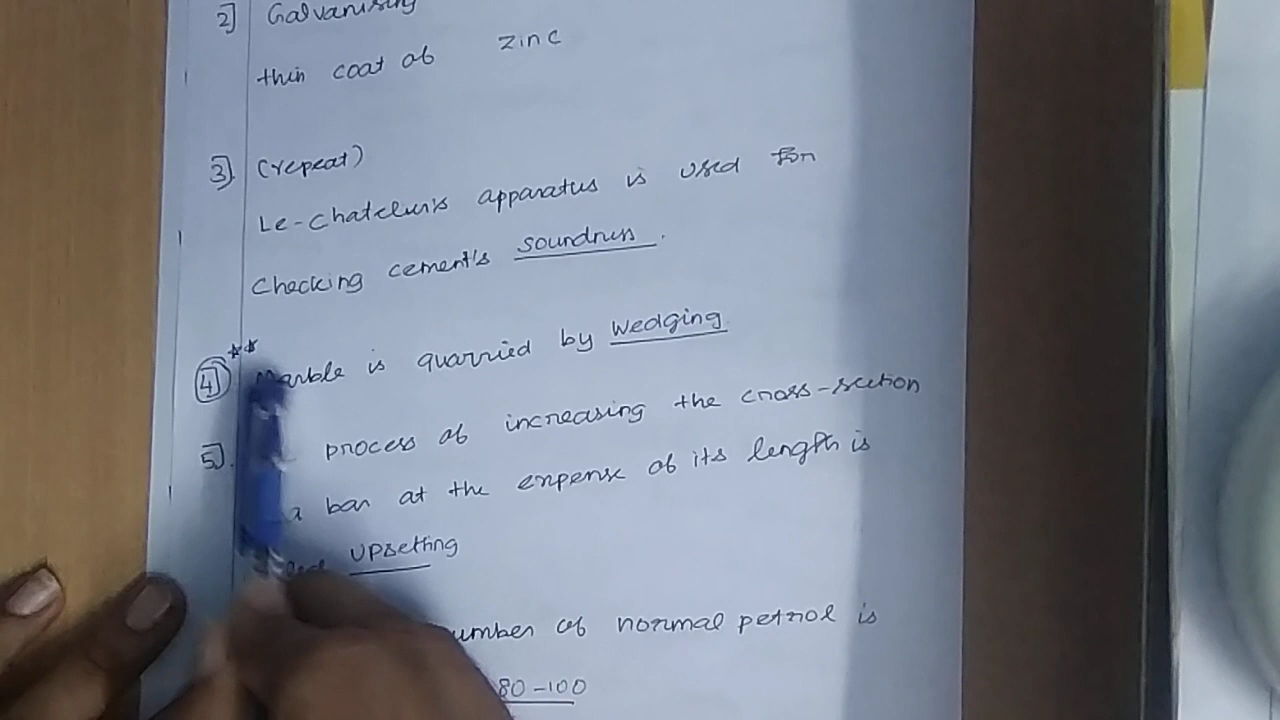 2] Galvanising
thin coat of zinc
3] (repeat)
Le-chateliers apparatus is used for
checking cement's soundness.
** 4] Marble is quarried by wedging
5]. process of increasing the cross-section
a bar at the expense of its length is
upsetting
number of normal petrol is
80-100